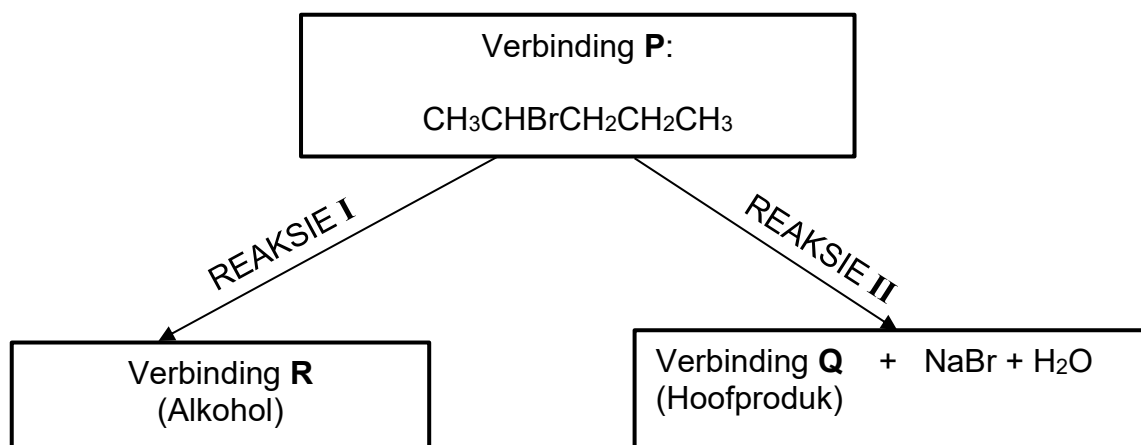 Verbinding P:
CH₃CHBrCH₂CH₂CH₃
REAKSIE I
REAKSIE II
Verbinding R
(Alkohol)
Verbinding Q + NaBr + H₂O
(Hoofproduk)